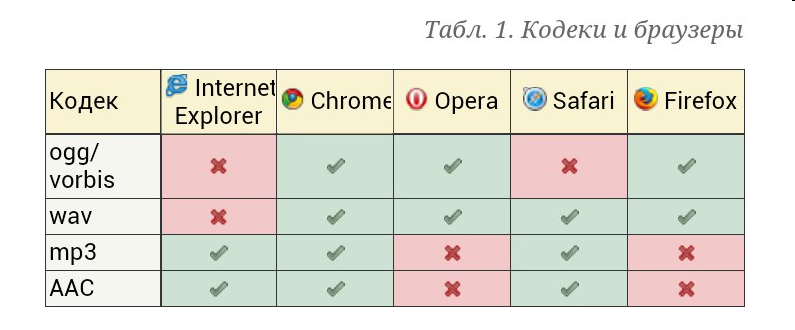 Табл. 1. Кодеки и браузеры
Кодек Internet Explorer Chrome Opera Safari Firefox
ogg/
vorbis
wav
mp3
AAC